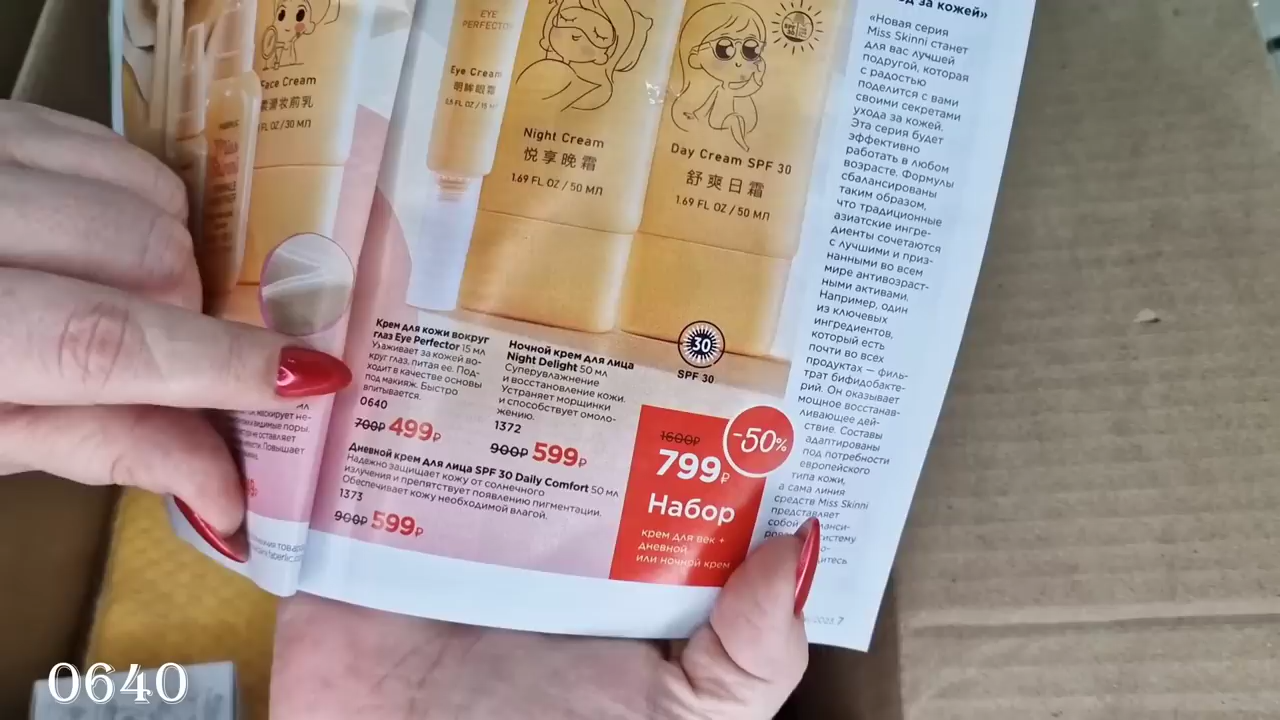 Face Cream
FL OZ/30 МЛ
EYE
PERFECTOR
Eye Cream
明眸眼霜
Night Cream
悦享晚霜
1.69 FL OZ / 50 МЛ
SPF
30
Day Cream SPF 30
舒爽日霜
1.69 FL OZ / 50 МЛ
за кожей»
«Новая серия
Miss Skinni станет
для вас лучшей
подругой, которая
с радостью
поделится с вами
своими секретами
ухода за кожей.
Эта серия будет
эффективно
работать в любом
возрасте. Формулы
сбалансированы
таким образом,
что традиционные
азиатские ингре-
диенты сочетаются
с лучшими и приз-
нанными во всем
мире антивозраст-
ными активами.
Например, один
из ключевых
ингредиентов,
который есть
почти во всех
продуктах — филь-
трат бифидобакте-
рий. Он оказывает
мощное восстанав-
ливающее дей-
ствие. Составы
адаптированы
под потребности
европейского
типа кожи,
а сама линия
средств Miss Skinni
представляет
собой
систему
30
SPF 30
Крем для кожи вокруг
глаз Eye Perfector 15 мл
Ухаживает за кожей во-
круг глаз, питая ее. Под-
ходит в качестве основы
под макияж. Быстро
впитывается.
0640
700₽ 499₽
Ночной крем для лица
Night Delight 50 мл
Суперувлажнение
и восстановление кожи.
Устраняет морщинки
и способствует омоло-
жению.
1372
900₽ 599₽
Дневной крем для лица SPF 30 Daily Comfort 50 мл
Надежно защищает кожу от солнечного
излучения и препятствует появлению пигментации.
Обеспечивает кожу необходимой влагой.
1373
900₽ 599₽
1600₽
-50%
799₽
Набор
крем для век +
дневной
или ночной крем
7
0640